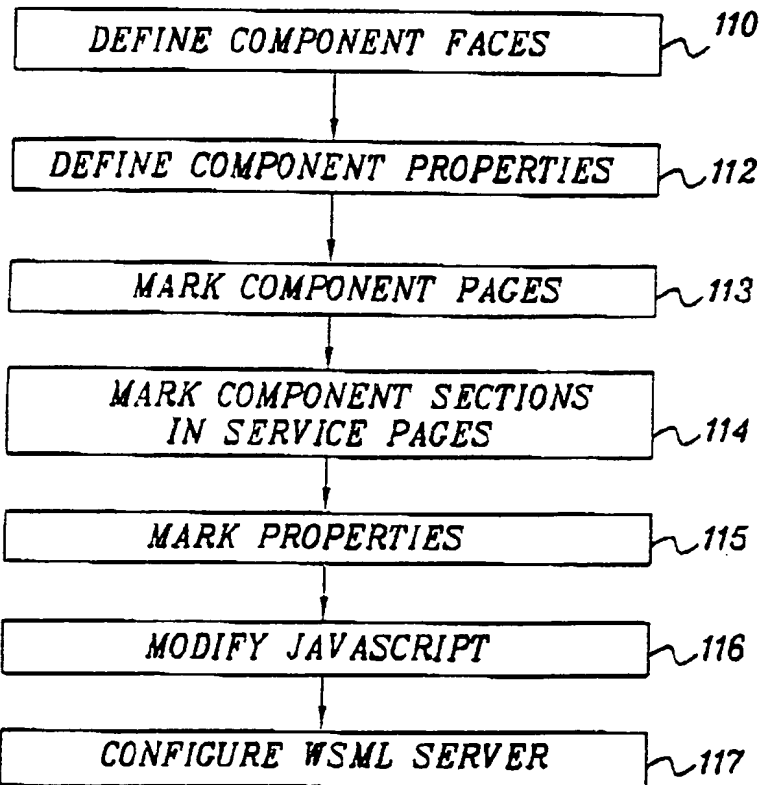 DEFINE COMPONENT FACES 110
DEFINE COMPONENT PROPERTIES 112
MARK COMPONENT PAGES 113
MARK COMPONENT SECTIONS
IN SERVICE PAGES 114
MARK PROPERTIES 115
MODIFY JAVASCRIPT 116
CONFIGURE WSML SERVER 117